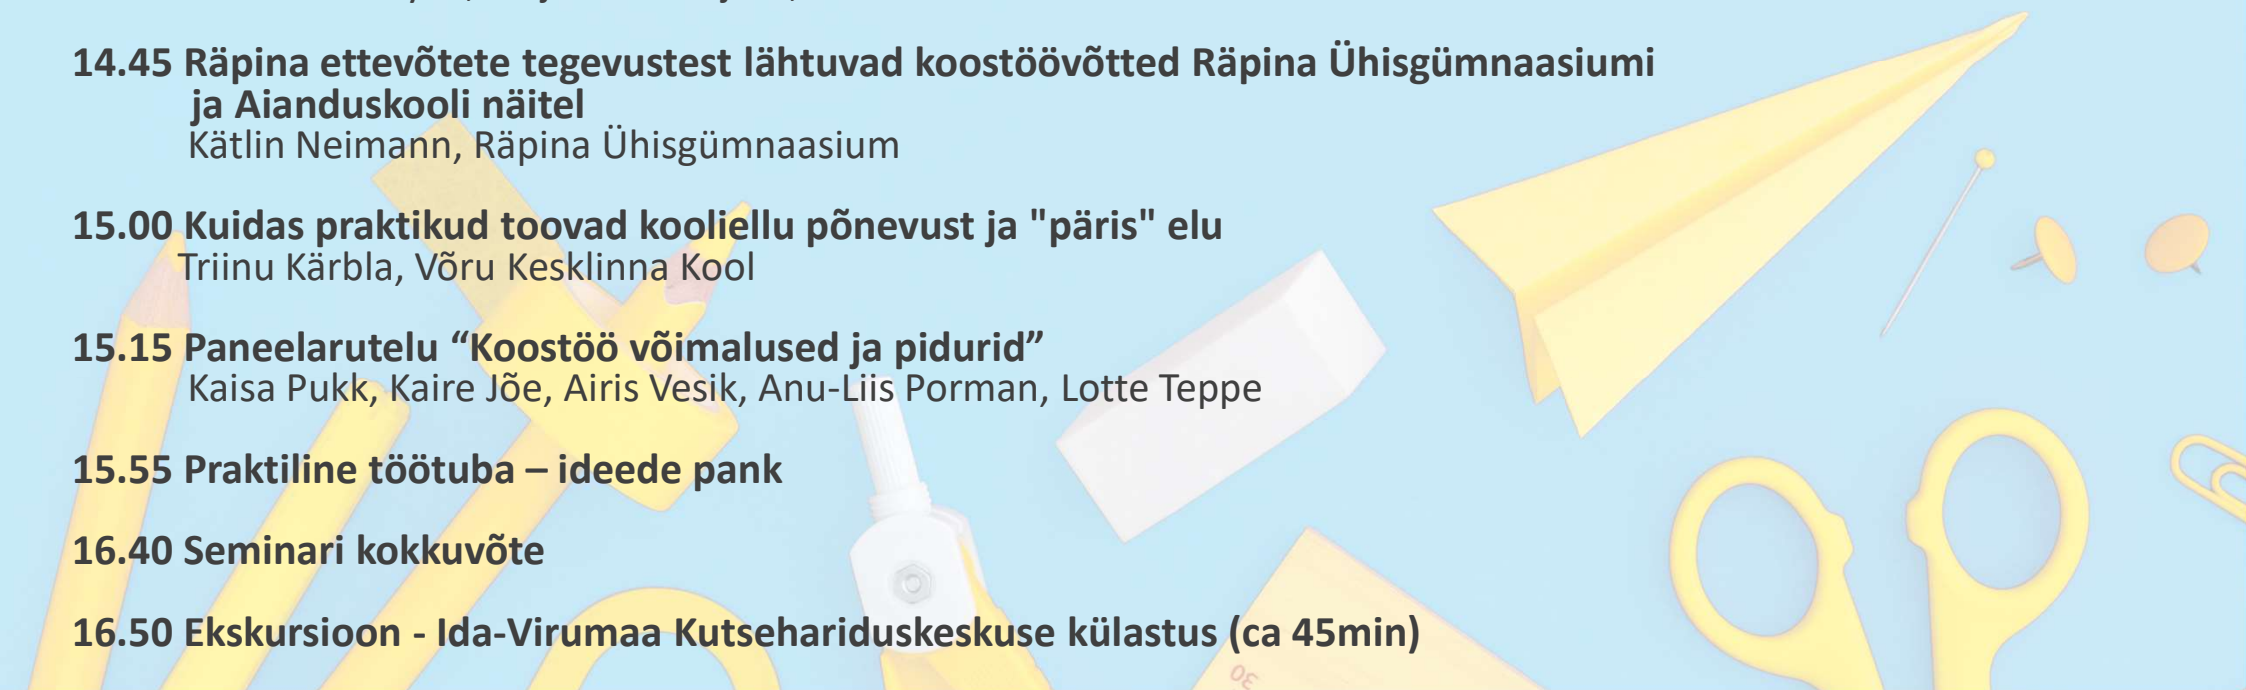 14.45 Räpina ettevõtete tegevustest lähtuvad koostöövõtted Räpina Ühisgümnaasiumi
ja Aianduskooli näitel
Kätlin Neimann, Räpina Ühisgümnaasium
15.00 Kuidas praktikud toovad kooliellu põnevust ja "päris" elu
Triinu Kärbla, Võru Kesklinna Kool
15.15 Paneelarutelu “Koostöö võimalused ja pidurid”
Kaisa Pukk, Kaire Jõe, Airis Vesik, Anu-Liis Porman, Lotte Teppe
15.55 Praktiline töötuba – ideede pank
16.40 Seminari kokkuvõte
16.50 Ekskursioon - Ida-Virumaa Kutsehariduskeskuse külastus (ca 45min)
30